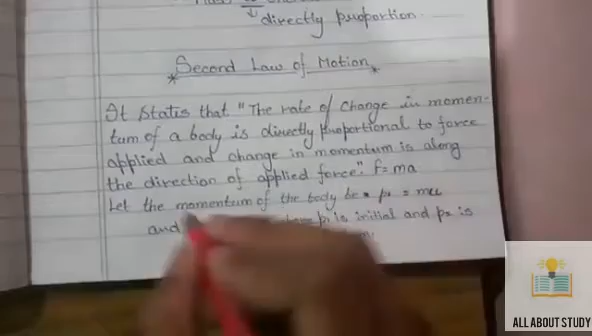 directly proportion.
*Second Law of Motion*
It states that "The rate of change in momen-
tum of a body is directly proportional to force
applied and change in momentum is along
the direction of applied force". F=ma
Let the momentum of the body be p1 = mu
and p1 is initial and p2 is
ALL ABOUT STUDY